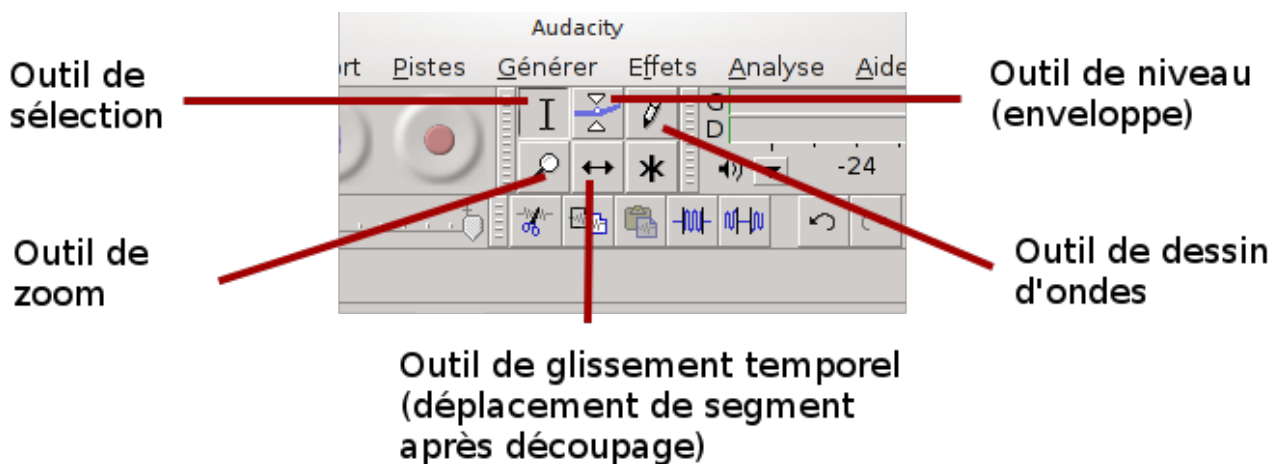 Audacity
ort Pistes Générer Effets Analyse Aide
Outil de
sélection
Outil de niveau
(enveloppe)
G
D
-24
Outil de
zoom
Outil de dessin
d'ondes
Outil de glissement temporel
(déplacement de segment
après découpage)